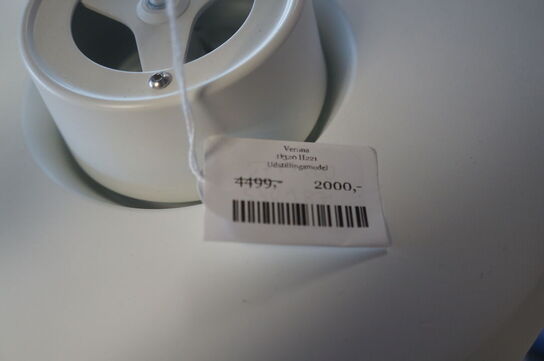 Verona
Udstillingsmodel
4499,- 2000,-